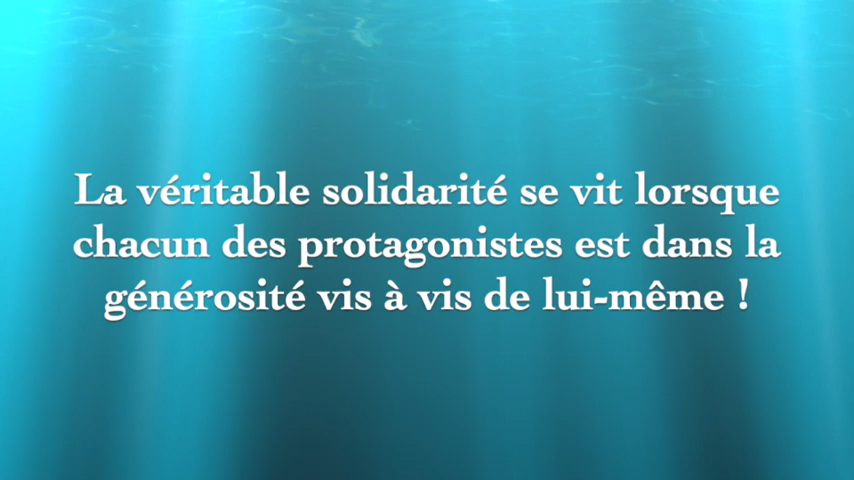 La véritable solidarité se vit lorsque
chacun des protagonistes est dans la
générosité vis à vis de lui-même !